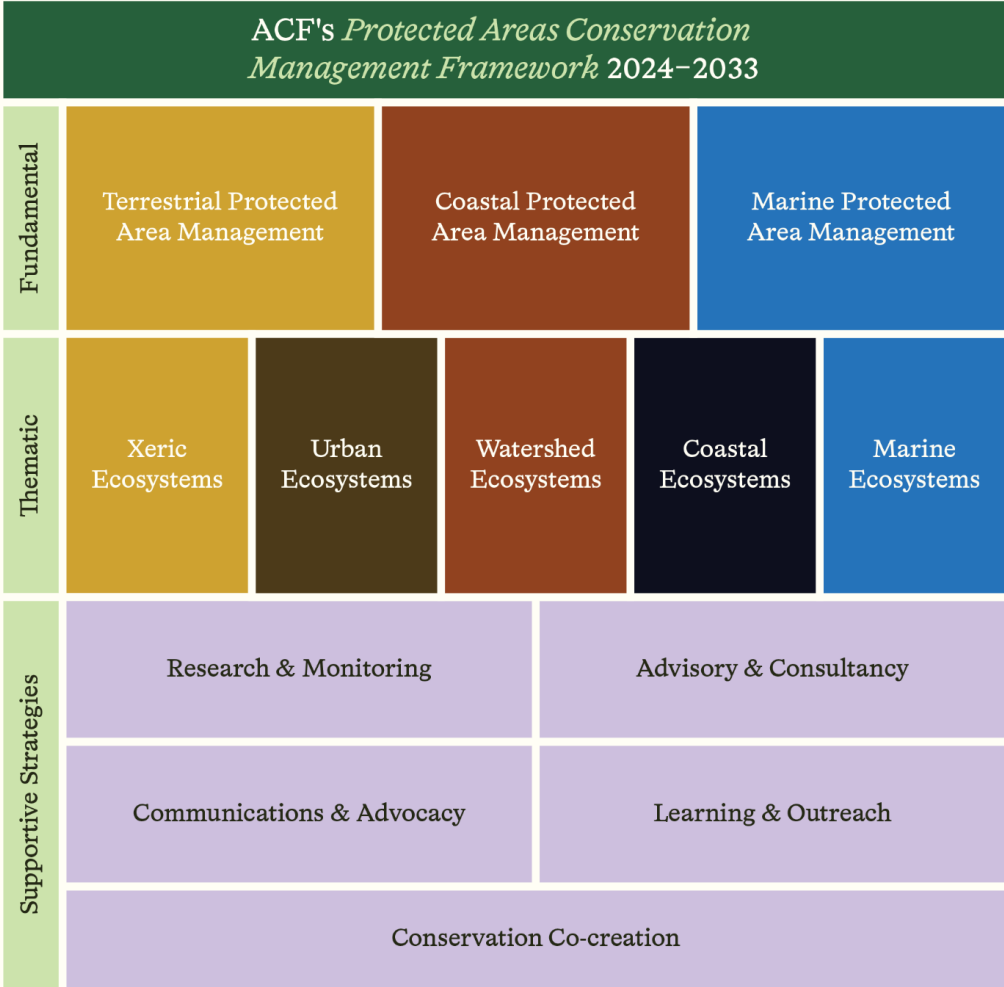 ACF's Protected Areas Conservation
Management Framework 2024–2033
Fundamental
Terrestrial Protected
Area Management
Coastal Protected
Area Management
Marine Protected
Area Management
Thematic
Xeric
Ecosystems
Urban
Ecosystems
Watershed
Ecosystems
Coastal
Ecosystems
Marine
Ecosystems
Supportive Strategies
Research & Monitoring
Advisory & Consultancy
Communications & Advocacy
Learning & Outreach
Conservation Co-creation